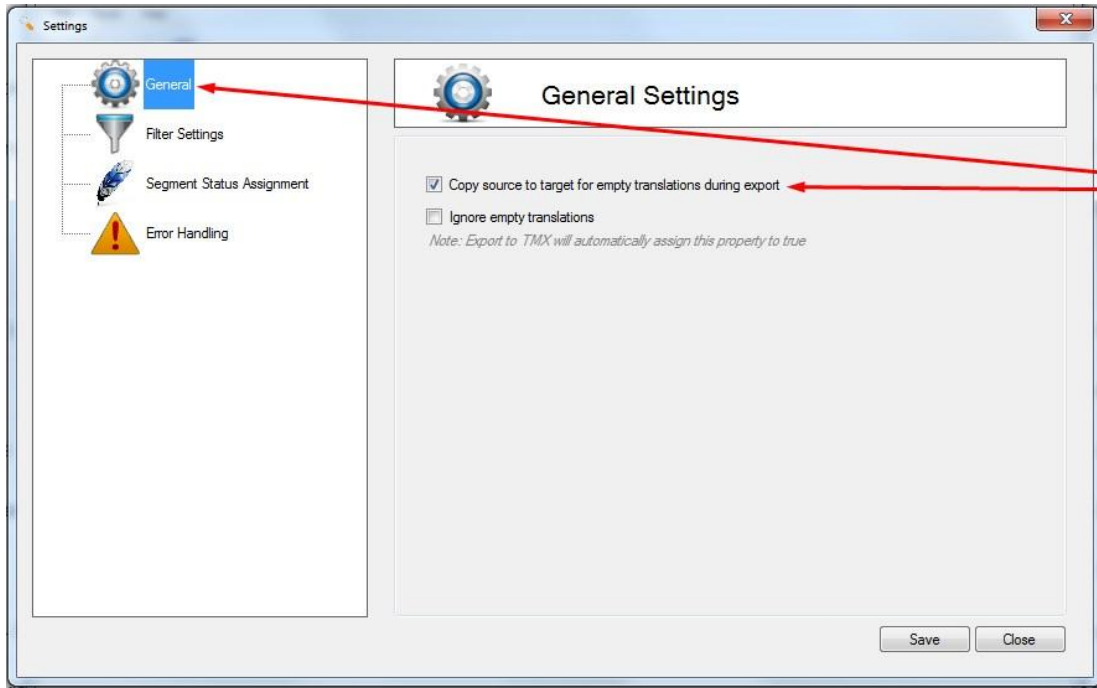 Settings
General
Filter Settings
Segment Status Assignment
Error Handling
General Settings
Copy source to target for empty translations during export
Ignore empty translations
Note: Export to TMX will automatically assign this property to true
Save
Close